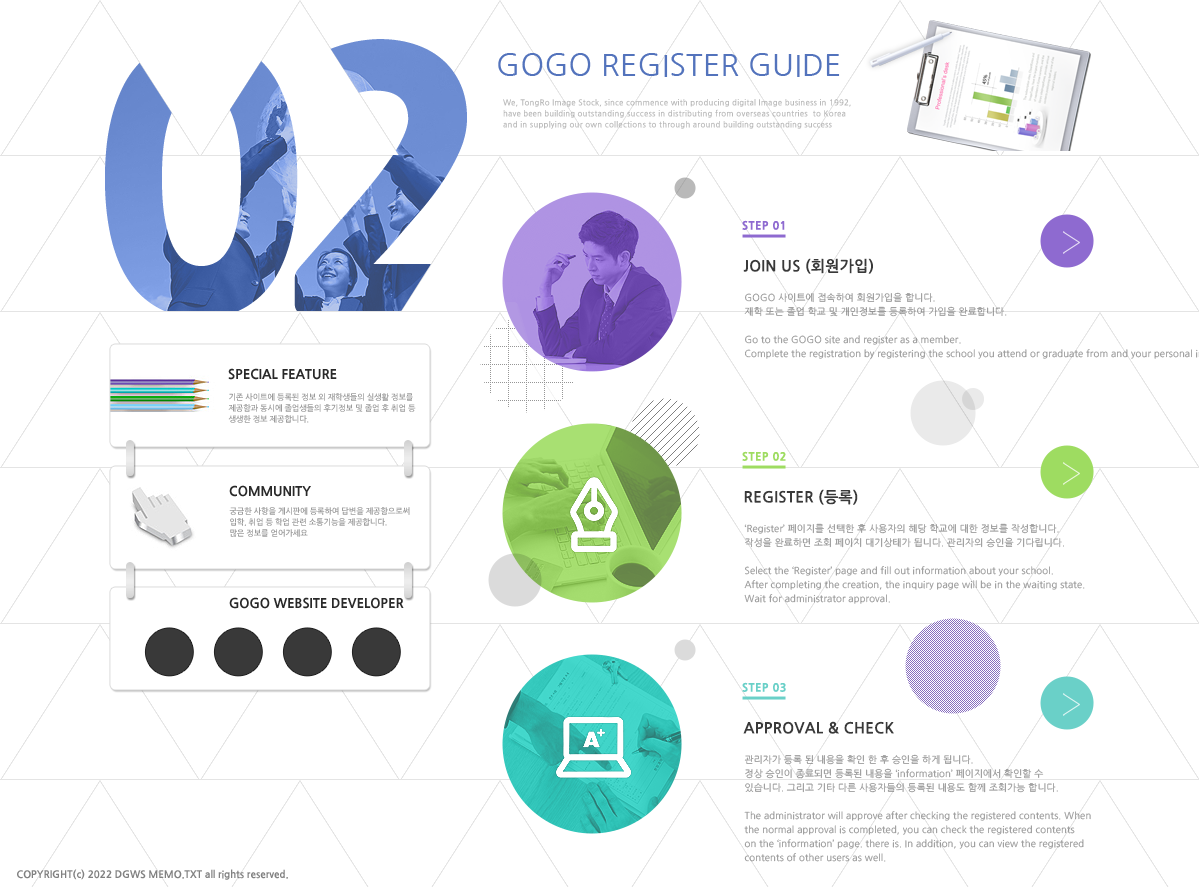 02
GOGO REGISTER GUIDE
We, TongRo Image Stock, since commence with producing digital Image business in 1992,
have been building outstanding success in distributing from overseas countries to Korea
and in supplying our own collections to through around building outstanding success
Professional's desk
45%
SPECIAL FEATURE
기존 사이트에 등록된 정보 외 재학생들의 실생활 정보를
제공함과 동시에 졸업생들의 후기정보 및 졸업 후 취업 등
생생한 정보 제공합니다.
COMMUNITY
궁금한 사항을 게시판에 등록하여 답변을 제공함으로써
입학, 취업 등 학업 관련 소통기능을 제공합니다.
많은 정보를 얻어가세요
GOGO WEBSITE DEVELOPER
STEP 01
JOIN US (회원가입)
GOGO 사이트에 접속하여 회원가입을 합니다.
재학 또는 졸업 학교 및 개인정보를 등록하여 가입을 완료합니다.
Go to the GOGO site and register as a member.
Complete the registration by registering the school you attend or graduate from and your personal i
STEP 02
REGISTER (등록)
'Register' 페이지를 선택한 후 사용자의 해당 학교에 대한 정보를 작성합니다.
작성을 완료하면 조회 페이지 대기상태가 됩니다. 관리자의 승인을 기다립니다.
Select the 'Register' page and fill out information about your school.
After completing the creation, the inquiry page will be in the waiting state.
Wait for administrator approval.
A+
STEP 03
APPROVAL & CHECK
관리자가 등록 된 내용을 확인 한 후 승인을 하게 됩니다.
정상 승인이 종료되면 등록된 내용을 'information' 페이지에서 확인할 수
있습니다. 그리고 기타 다른 사용자들의 등록된 내용도 함께 조회가능 합니다.
The administrator will approve after checking the registered contents. When
the normal approval is completed, you can check the registered contents
on the 'information' page. there is. In addition, you can view the registered
contents of other users as well.
COPYRIGHT(c) 2022 DGWS MEMO.TXT all rights reserved.